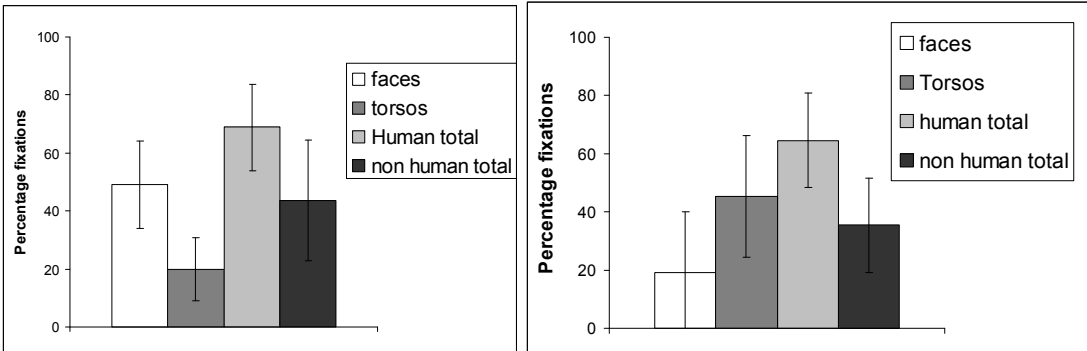 Percentage fixations
100
80
60
40
20
0
faces
torsos
Human total
non human total
Percentage fixations
100
80
60
40
20
0
faces
Torsos
human total
non human total